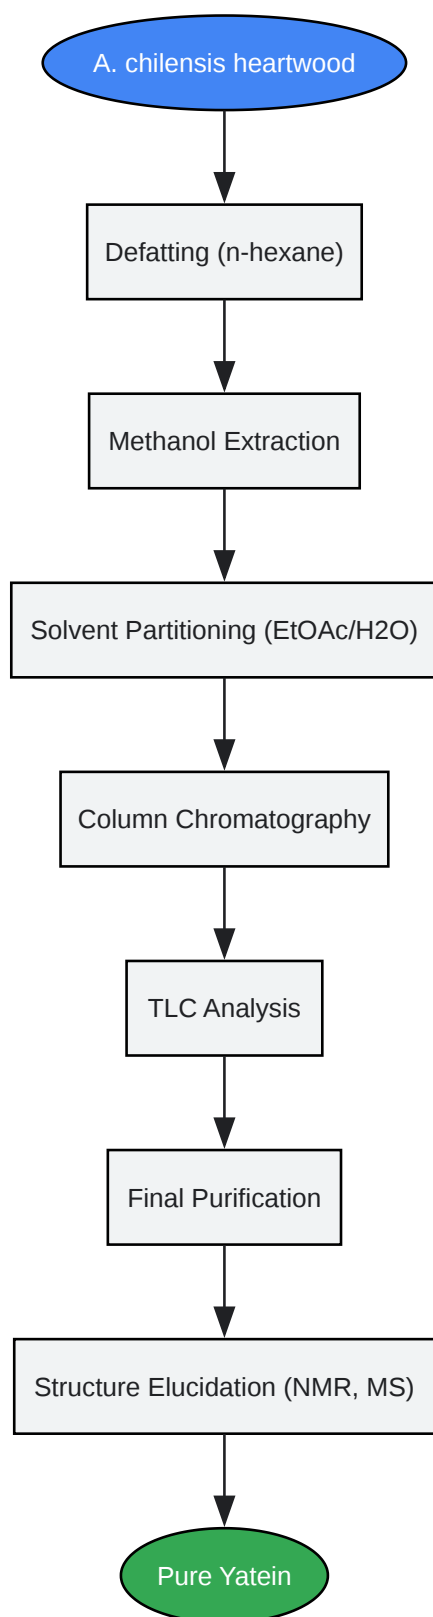 A. chilensis heartwood
Defatting (n-hexane)
Methanol Extraction
Solvent Partitioning (EtOAc/H2O)
Column Chromatography
TLC Analysis
Final Purification
Structure Elucidation (NMR, MS)
Pure Yatein